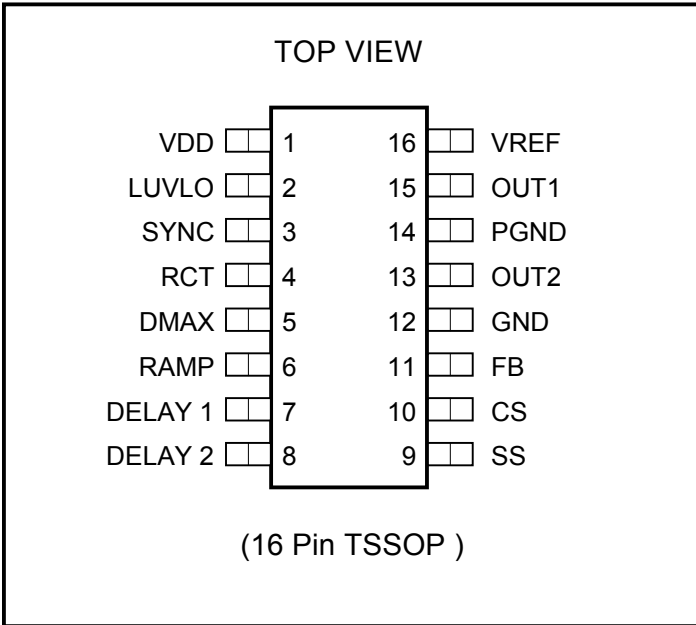 TOP VIEW
VDD 1 16 VREF
LUVLO 2 15 OUT1
SYNC 3 14 PGND
RCT 4 13 OUT2
DMAX 5 12 GND
RAMP 6 11 FB
DELAY 1 7 10 CS
DELAY 2 8 9 SS
(16 Pin TSSOP )